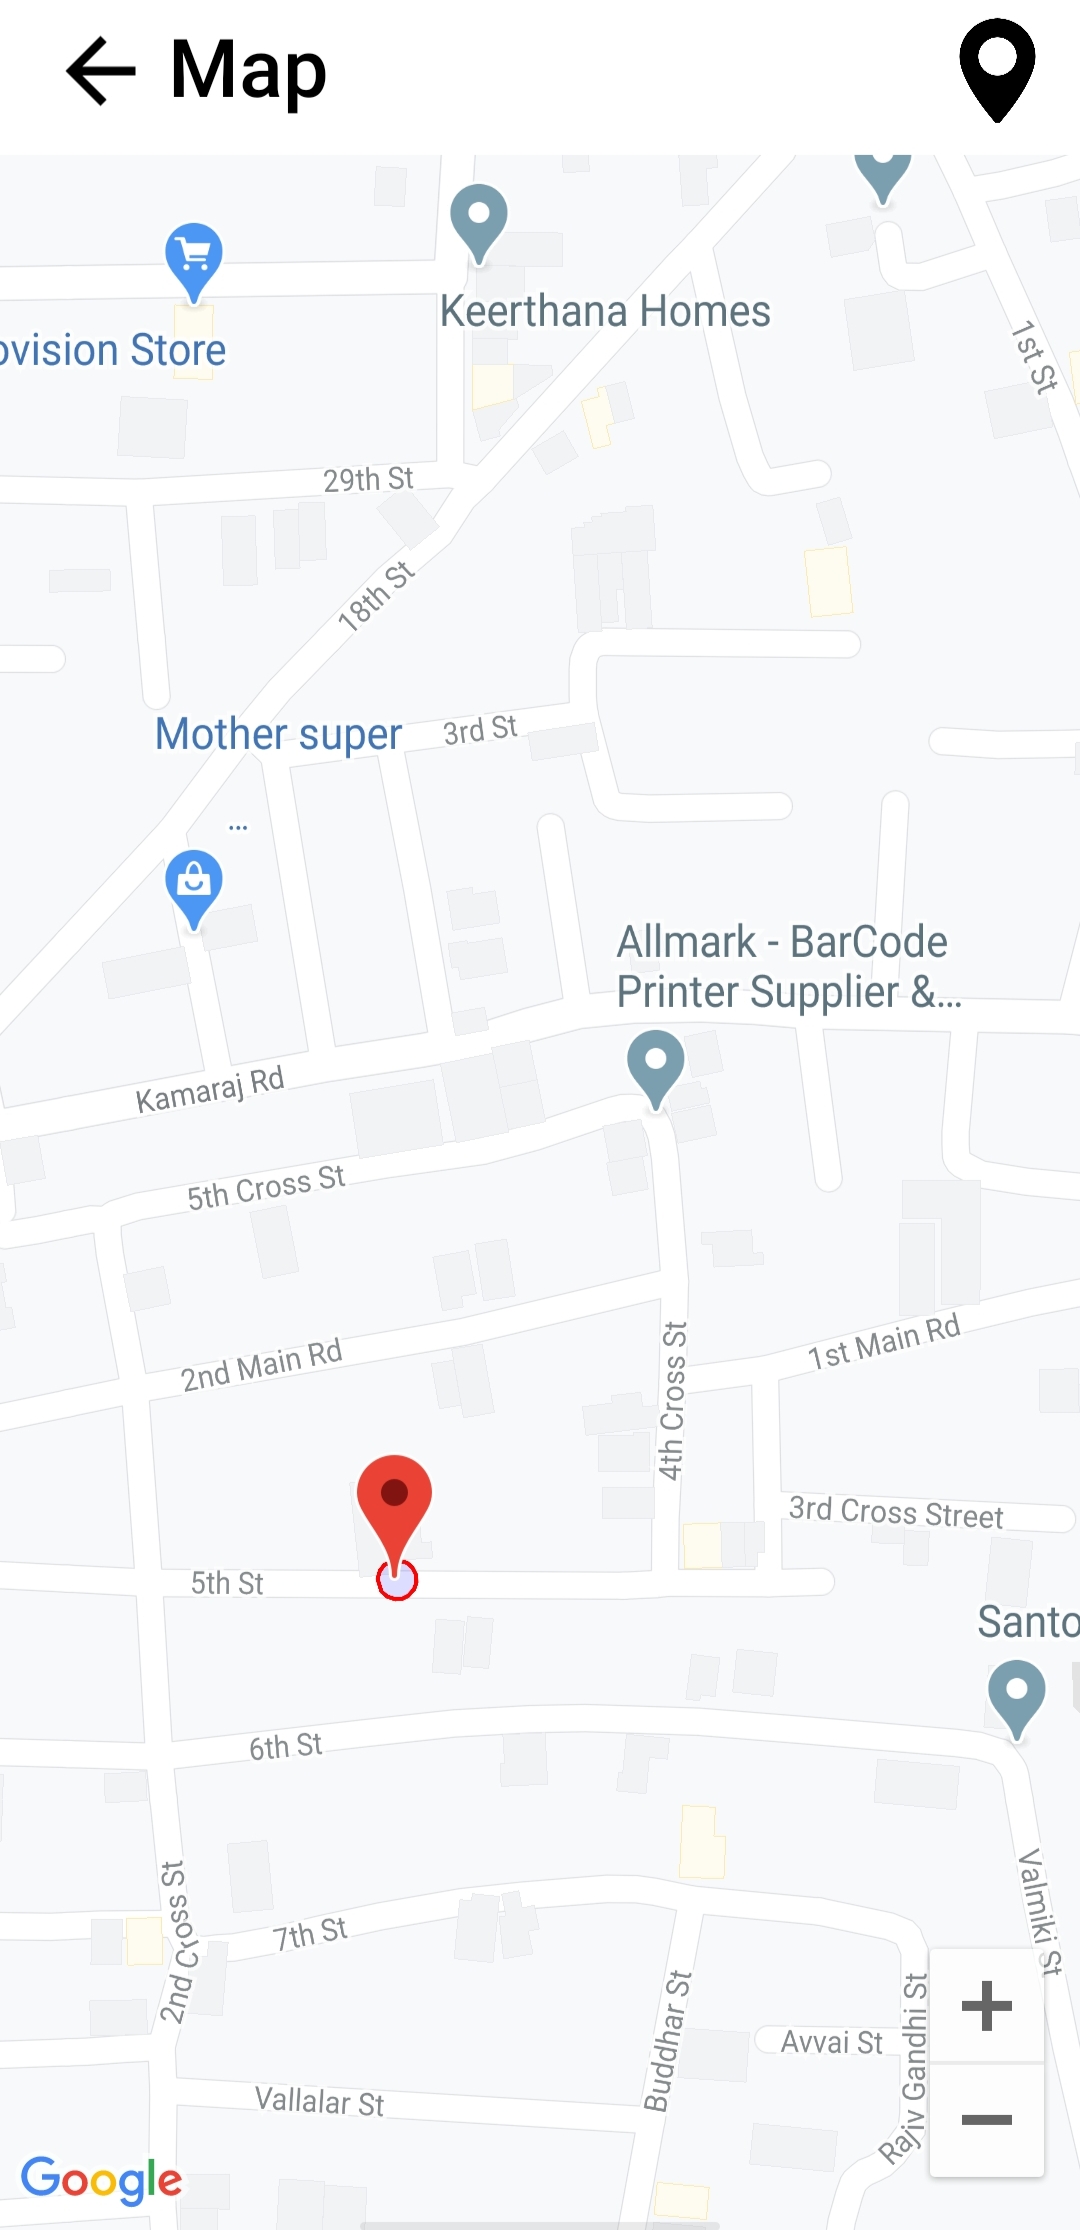 Map
Keerthana Homes
ovision Store
1st St
29th St
18th St
Mother super
...
3rd St
Allmark - BarCode
Printer Supplier &...
Kamaraj Rd
5th Cross St
2nd Main Rd
1st Main Rd
4th Cross St
3rd Cross Street
5th St
Santo
6th St
Valmiki St
2nd Cross St
7th St
Buddhar St
Avvai St
Rajiv Gandhi St
Vallalar St
Google